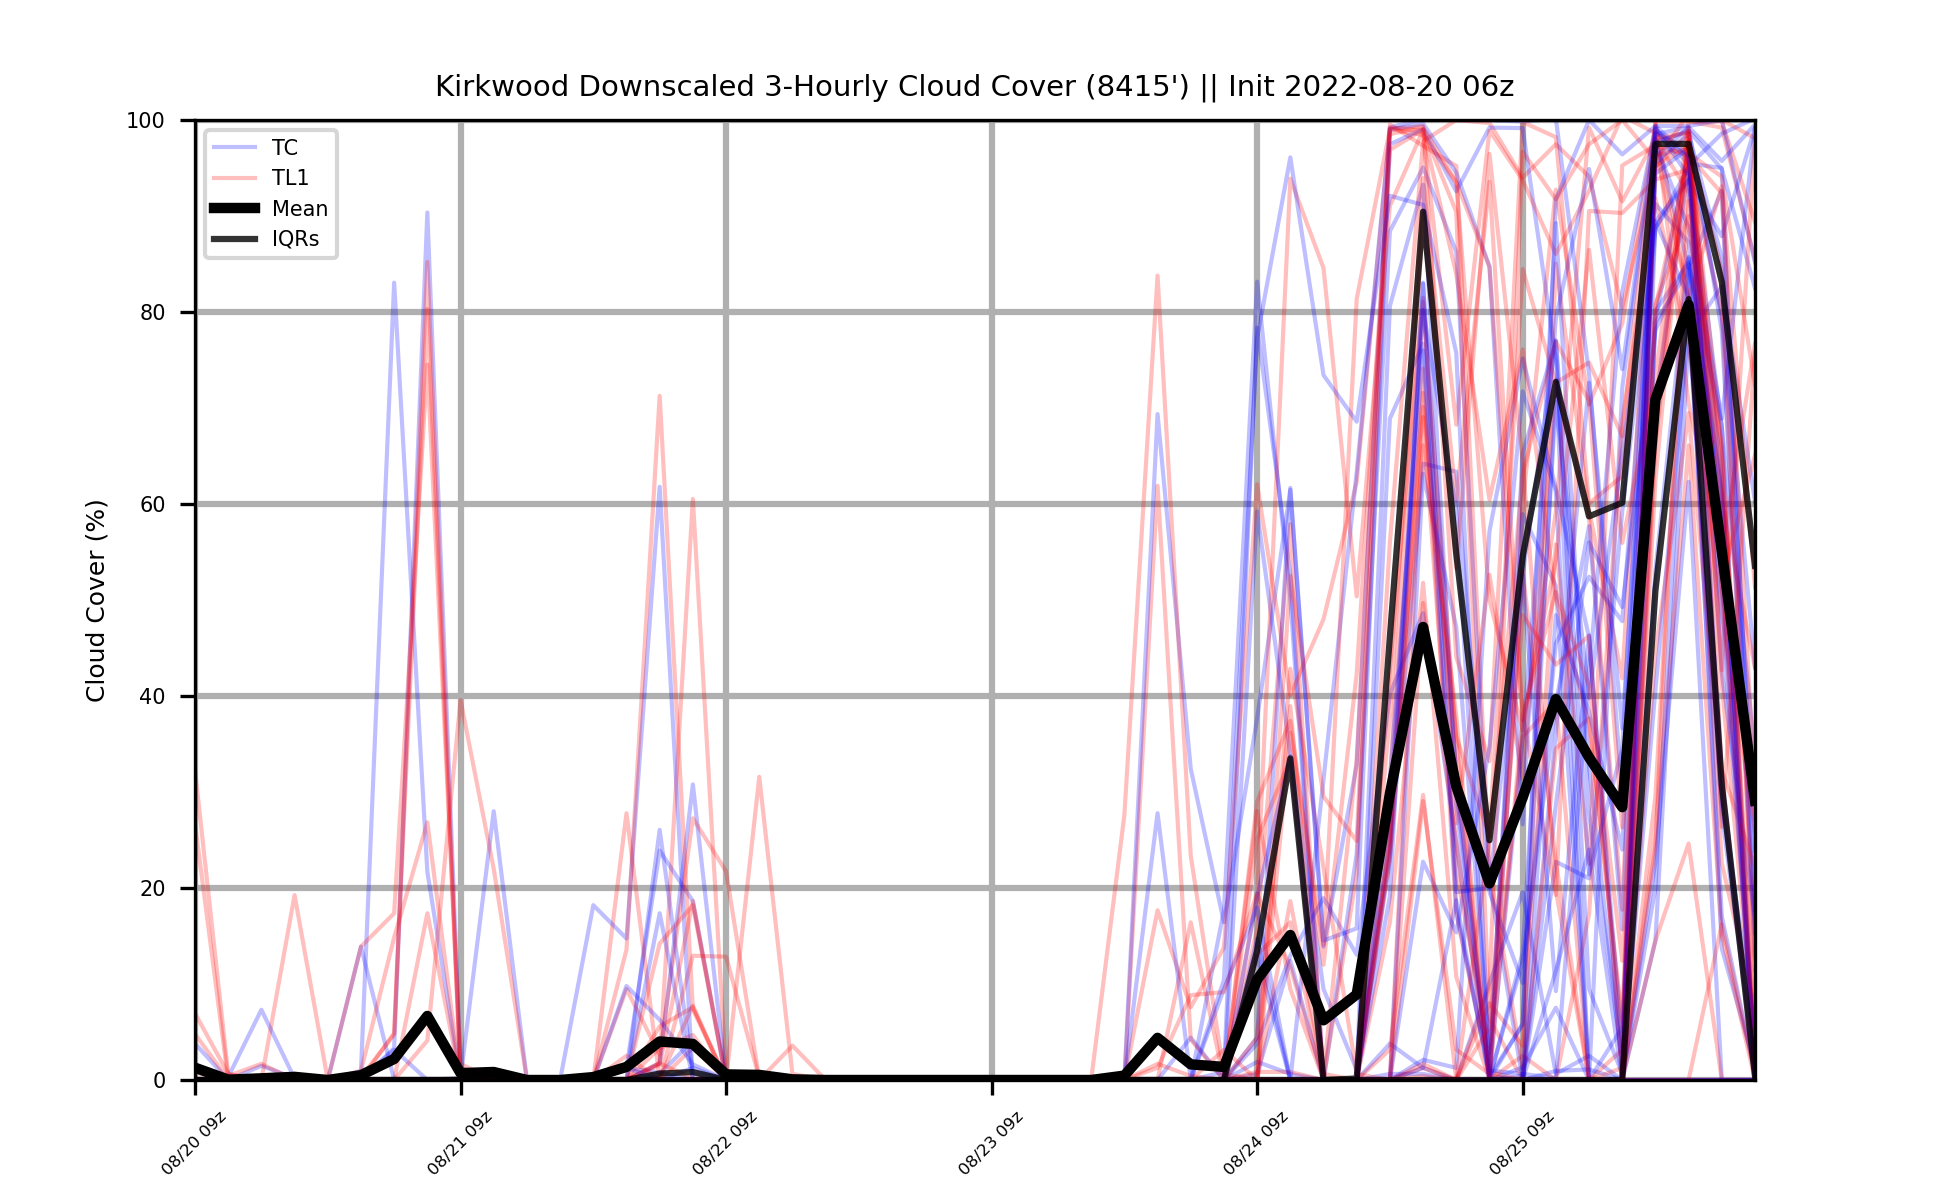 Kirkwood Downscaled 3-Hourly Cloud Cover (8415') || Init 2022-08-20 06z
100
80
60
40
20
0
Cloud Cover (%)
TC
TL1
Mean
IQRs
08/20 09z
08/21 09z
08/22 09z
08/23 09z
08/24 09z
08/25 09z